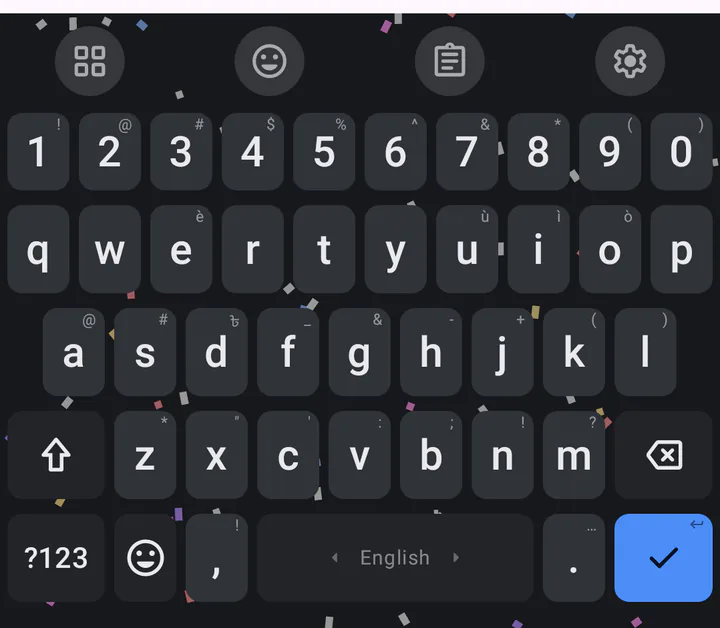 ! @ # $ % ^ & * ( )
1 2 3 4 5 6 7 8 9 0
è ù ì ò
q w e r t y u i o p
@ # _ & - + ( )
a s d f g h j k l
* " ' : ; ! ?
z x c v b n m
! …
?123 , English .